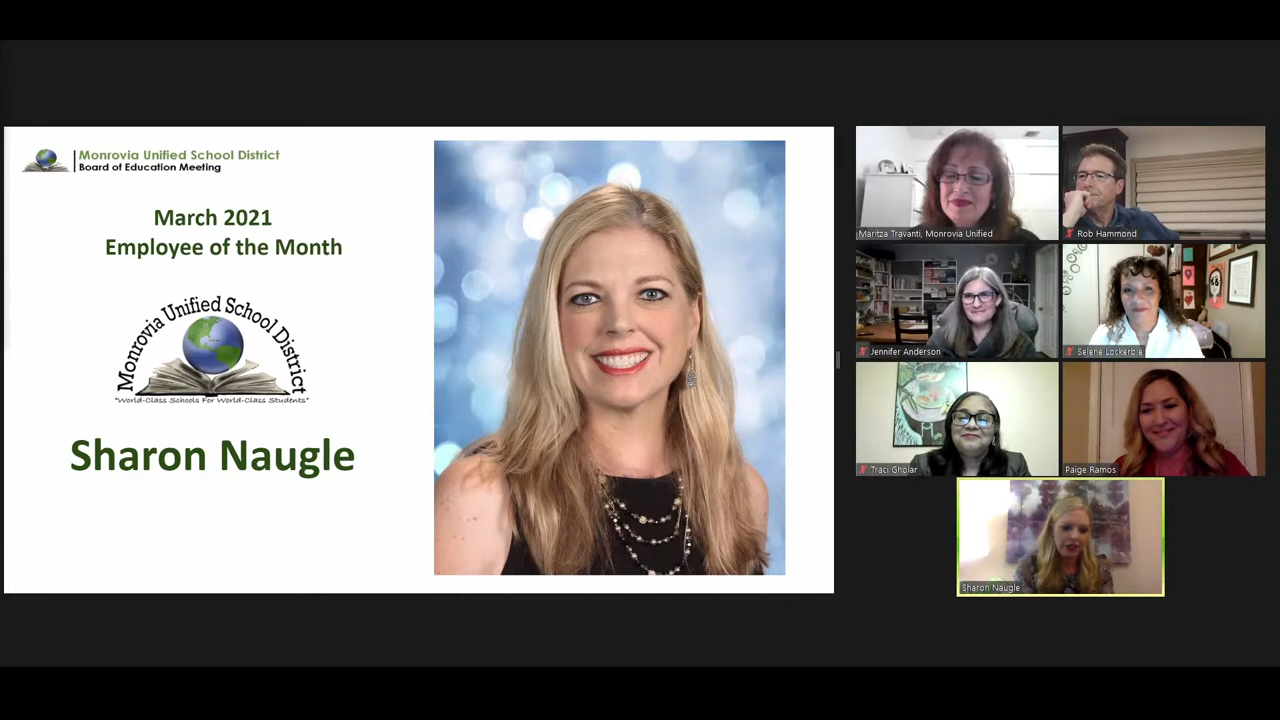 Monrovia Unified School District
Board of Education Meeting
March 2021
Employee of the Month
Monrovia Unified School District
"World-Class Schools For World-Class Students"
Sharon Naugle
Maritza Travanti, Monrovia Unified
Rob Hammond
Jennifer Anderson
Selene Lockerbie
Traci Gholar
Paige Ramos
Sharon Naugle